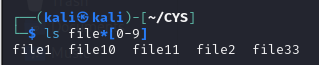 ┌──(kali㉿kali)-[~/CYS]
└─$ ls file*[0-9]
file1  file10  file11  file2  file33